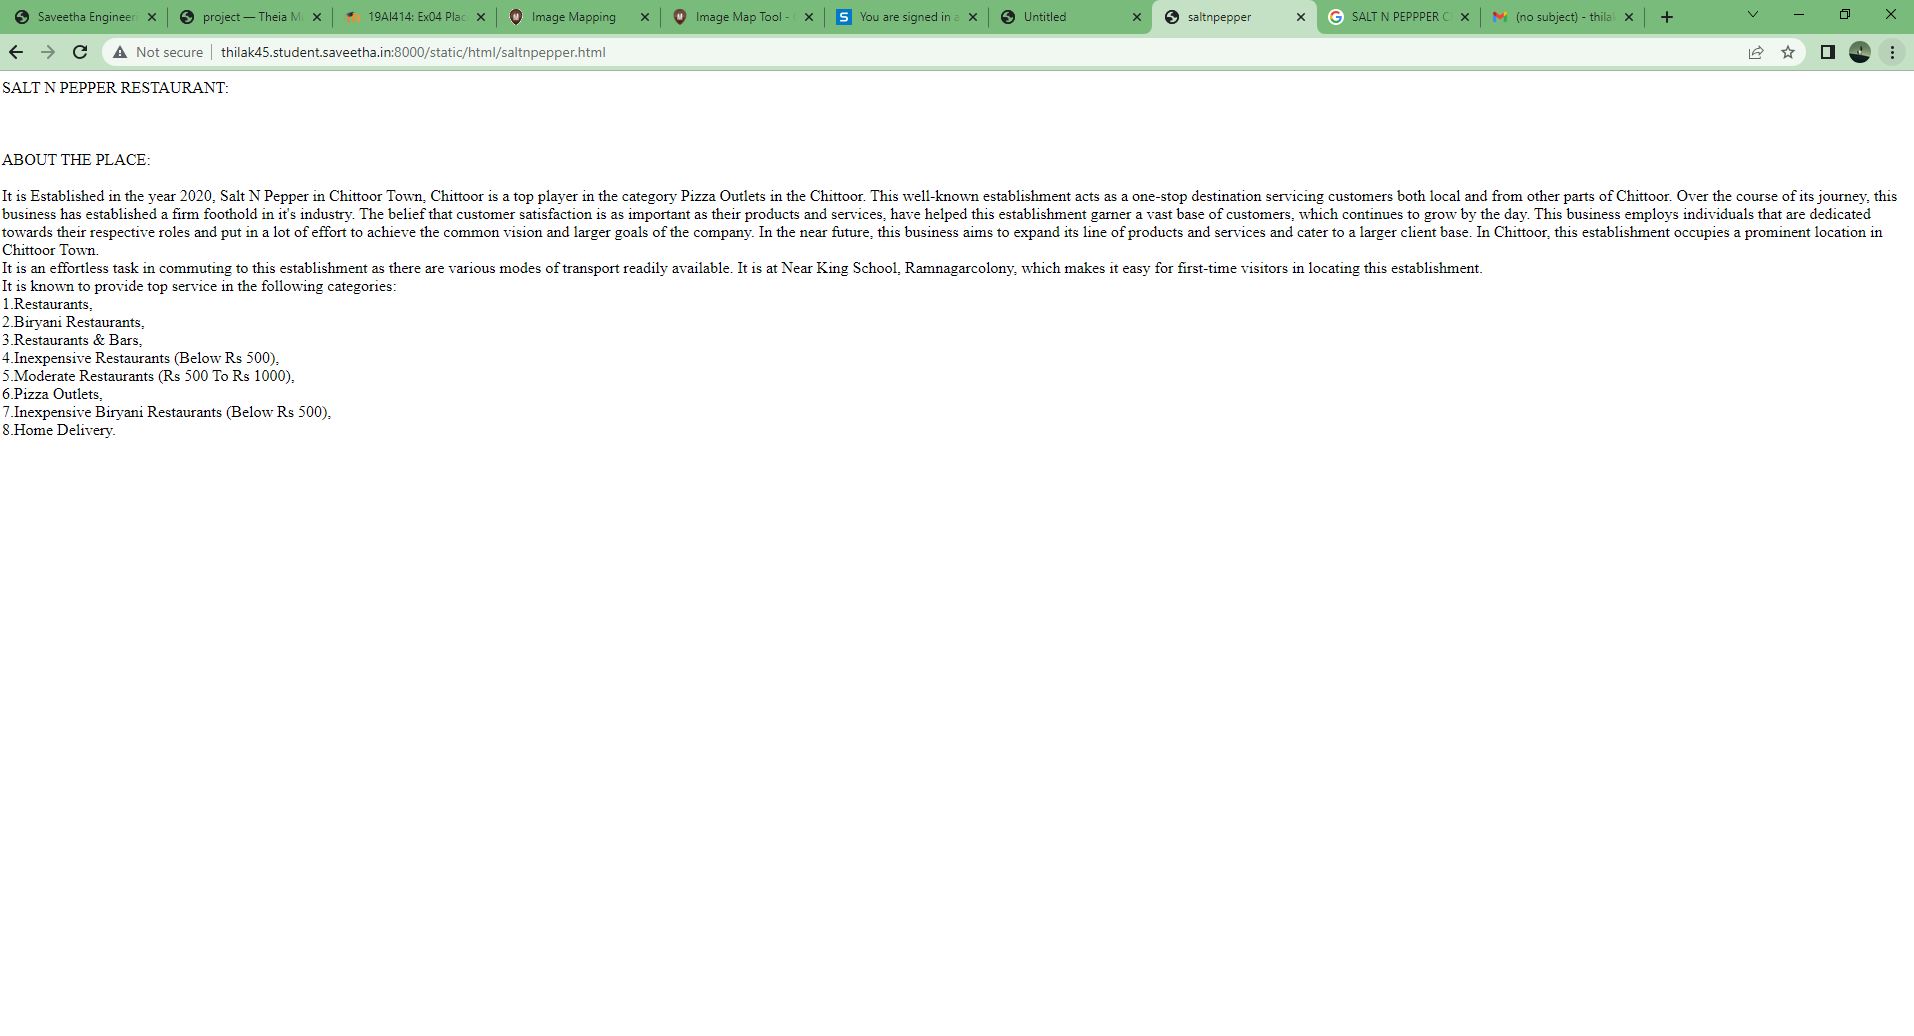 Saveetha Engineer
project — Theia Mi
19AI414: Ex04 Plac
Image Mapping
Image Map Tool -
You are signed in a
Untitled
saltnpepper
SALT N PEPPPER C
(no subject) - thila
Not secure
thilak45.student.saveetha.in:8000/static/html/saltnpepper.html
SALT N PEPPER RESTAURANT:
ABOUT THE PLACE:
It is Established in the year 2020, Salt N Pepper in Chittoor Town, Chittoor is a top player in the category Pizza Outlets in the Chittoor. This well-known establishment acts as a one-stop destination servicing customers both local and from other parts of Chittoor. Over the course of its journey, this
business has established a firm foothold in it's industry. The belief that customer satisfaction is as important as their products and services, have helped this establishment garner a vast base of customers, which continues to grow by the day. This business employs individuals that are dedicated
towards their respective roles and put in a lot of effort to achieve the common vision and larger goals of the company. In the near future, this business aims to expand its line of products and services and cater to a larger client base. In Chittoor, this establishment occupies a prominent location in
Chittoor Town.
It is an effortless task in commuting to this establishment as there are various modes of transport readily available. It is at Near King School, Ramnagarcolony, which makes it easy for first-time visitors in locating this establishment.
It is known to provide top service in the following categories:
1.Restaurants,
2.Biryani Restaurants,
3.Restaurants & Bars,
4.Inexpensive Restaurants (Below Rs 500),
5.Moderate Restaurants (Rs 500 To Rs 1000),
6.Pizza Outlets,
7.Inexpensive Biryani Restaurants (Below Rs 500),
8.Home Delivery.